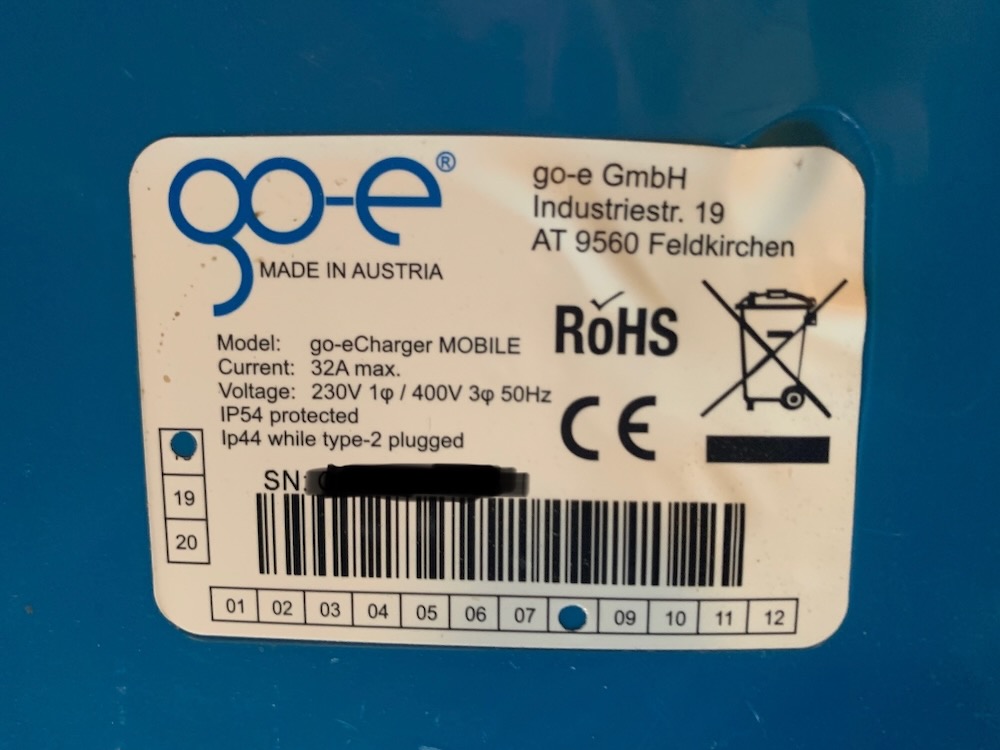 go-e®
MADE IN AUSTRIA
go-e GmbH
Industriestr. 19
AT 9560 Feldkirchen
Model: go-eCharger MOBILE
Current: 32A max.
Voltage: 230V 1φ / 400V 3φ 50Hz
IP54 protected
Ip44 while type-2 plugged
RoHS
CE
SN:
19
20
01 02 03 04 05 06 07 09 10 11 12